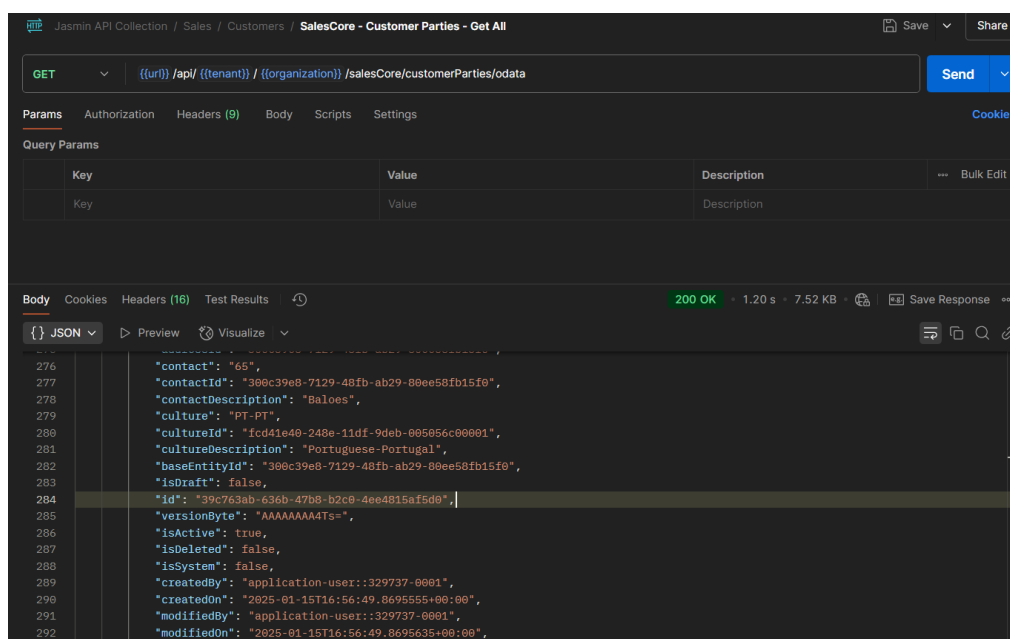 HTTP Jasmin API Collection / Sales / Customers / SalesCore - Customer Parties - Get All Save Share
GET {{url}} /api/ {{tenant}} / {{organization}} /salesCore/customerParties/odata Send
Params Authorization Headers (9) Body Scripts Settings Cookie
Query Params
Key Value Description Bulk Edit
Key Value Description
Body Cookies Headers (16) Test Results 200 OK 1.20 s 7.52 KB e.g. Save Response
{} JSON Preview Visualize
276 "contact": "65",
277 "contactId": "300c39e8-7129-48fb-ab29-80ee58fb15f0",
278 "contactDescription": "Baloes",
279 "culture": "PT-PT",
280 "cultureId": "fcd41e40-248e-11df-9deb-005056c00001",
281 "cultureDescription": "Portuguese-Portugal",
282 "baseEntityId": "300c39e8-7129-48fb-ab29-80ee58fb15f0",
283 "isDraft": false,
284 "id": "39c763ab-636b-47b8-b2c0-4ee4815af5d0",
285 "versionByte": "AAAAAAAA4Ts=",
286 "isActive": true,
287 "isDeleted": false,
288 "isSystem": false,
289 "createdBy": "application-user::329737-0001",
290 "createdOn": "2025-01-15T16:56:49.8695555+00:00",
291 "modifiedBy": "application-user::329737-0001",
292 "modifiedOn": "2025-01-15T16:56:49.8695635+00:00",